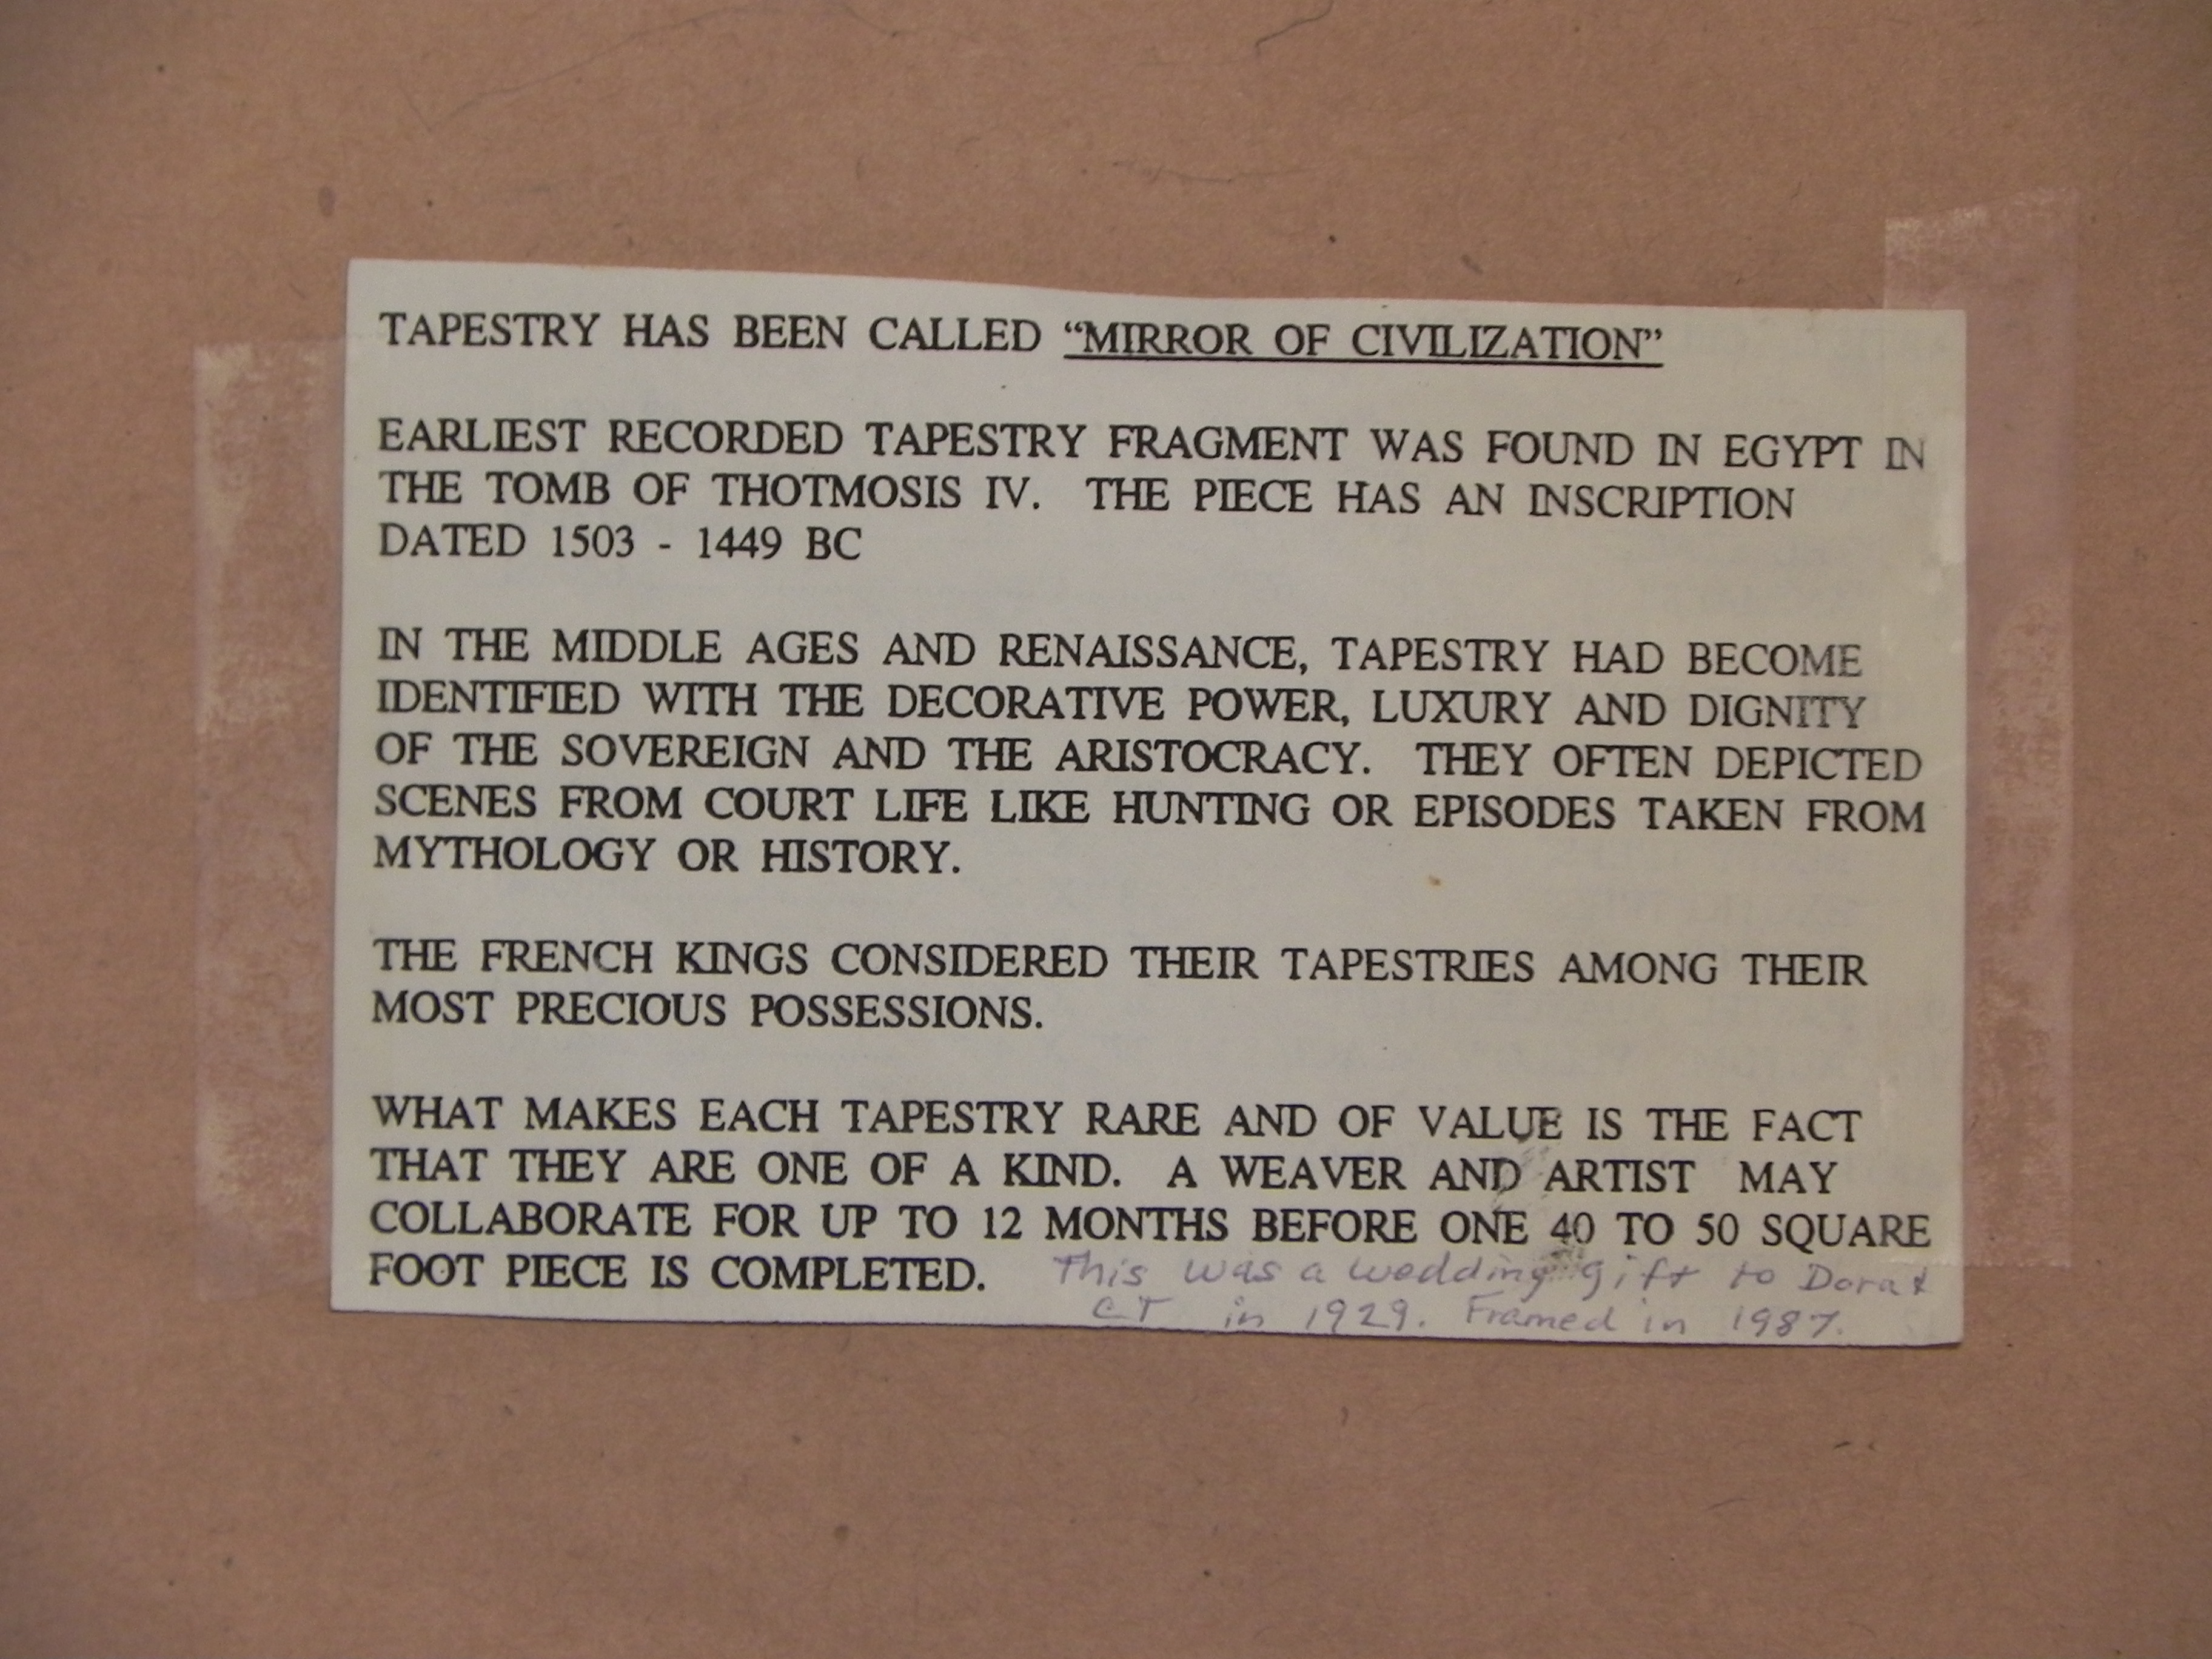 TAPESTRY HAS BEEN CALLED “MIRROR OF CIVILIZATION”
EARLIEST RECORDED TAPESTRY FRAGMENT WAS FOUND IN EGYPT IN
THE TOMB OF THOTMOSIS IV. THE PIECE HAS AN INSCRIPTION
DATED 1503 - 1449 BC
IN THE MIDDLE AGES AND RENAISSANCE, TAPESTRY HAD BECOME
IDENTIFIED WITH THE DECORATIVE POWER, LUXURY AND DIGNITY
OF THE SOVEREIGN AND THE ARISTOCRACY. THEY OFTEN DEPICTED
SCENES FROM COURT LIFE LIKE HUNTING OR EPISODES TAKEN FROM
MYTHOLOGY OR HISTORY.
THE FRENCH KINGS CONSIDERED THEIR TAPESTRIES AMONG THEIR
MOST PRECIOUS POSSESSIONS.
WHAT MAKES EACH TAPESTRY RARE AND OF VALUE IS THE FACT
THAT THEY ARE ONE OF A KIND. A WEAVER AND ARTIST MAY
COLLABORATE FOR UP TO 12 MONTHS BEFORE ONE 40 TO 50 SQUARE
FOOT PIECE IS COMPLETED. This was a wedding gift to Dora &
CT in 1929. Framed in 1987.